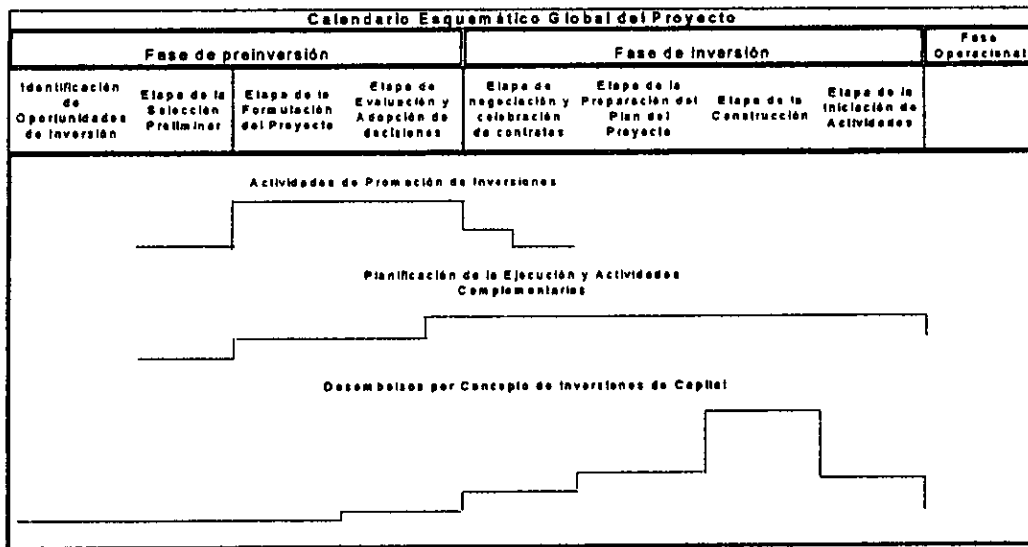 Calendario Esquemático Global del Proyecto
Fase de preinversión
Fase de inversión
Fase
Operacional
Identificación
de
Oportunidades
de inversión
Etapa de la
Selección
Preliminar
Etapa de la
Formulación
del Proyecto
Etapa de
Evaluación y
Adopción de
decisiones
Etapa de
negociación y
celebración
de contratas
Etapa de la
Preparación del
Plan del
Proyecto
Etapa de la
Construcción
Etapa de la
Iniciación de
Actividades
Actividades de Promoción de Inversiones
Planificación de la Ejecución y Actividades
Complementarias
Desembolsos por Concepto de Inversiones de Capital